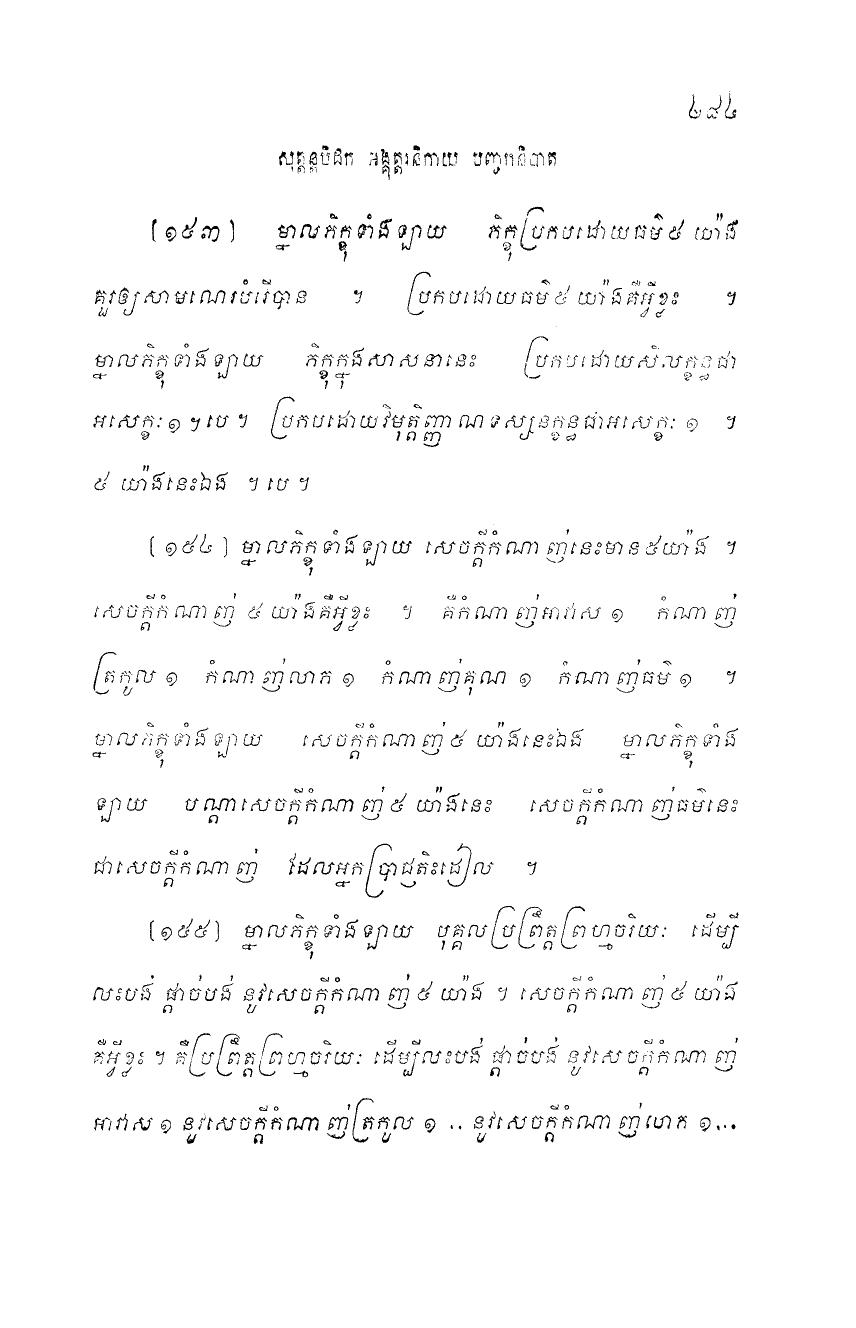 ៤៨៤
សុត្តន្តបិដក អង្គុត្តរនិកាយ បញ្ចកនិបាត
[១៥៣] ម្នាលភិក្ខុទាំងឡាយ ភិក្ខុប្រកបដោយធម៌៥ យ៉ាង
គួរឲ្យសាមណេរបំរើបាន ។ ប្រកបដោយធម៌៥ យ៉ាងគឺអ្វីខ្លះ ។
ម្នាលភិក្ខុទាំងឡាយ ភិក្ខុក្នុងសាសនានេះ ប្រកបដោយសីលក្ខន្ធជា
អសេក្ខៈ១ ។បេ។ ប្រកបដោយវិមុត្តិញ្ញាណទស្សនក្ខន្ធជាអសេក្ខៈ ១ ។
៥ យ៉ាងនេះឯង ។បេ។
[១៥៤] ម្នាលភិក្ខុទាំងឡាយ សេចក្តីកំណាញ់នេះមាន៥យ៉ាង ។
សេចក្តីកំណាញ់ ៥ យ៉ាងគឺអ្វីខ្លះ ។ គឺកំណាញ់អាវាស ១ កំណាញ់
ត្រកូល ១ កំណាញ់លាភ ១ កំណាញ់គុណ ១ កំណាញ់ធម៌ ១ ។
ម្នាលភិក្ខុទាំងឡាយ សេចក្តីកំណាញ់ ៥ យ៉ាងនេះឯង ម្នាលភិក្ខុទាំង
ឡាយ បណ្តាសេចក្តីកំណាញ់ ៥ យ៉ាងនេះ សេចក្តីកំណាញ់ធម៌នេះ
ជាសេចក្តីកំណាញ់ ដែលអ្នកប្រាជ្ញតិះដៀល ។
[១៥៥] ម្នាលភិក្ខុទាំងឡាយ បុគ្គលប្រព្រឹត្តព្រហ្មចរិយៈ ដើម្បី
លះបង់ ផ្តាច់បង់ នូវសេចក្តីកំណាញ់ ៥ យ៉ាង ។ សេចក្តីកំណាញ់ ៥ យ៉ាង
គឺអ្វីខ្លះ ។ គឺប្រព្រឹត្តព្រហ្មចរិយៈ ដើម្បីលះបង់ ផ្តាច់បង់ នូវសេចក្តីកំណាញ់
អាវាស ១ នូវសេចក្តីកំណាញ់ត្រកូល ១ .. នូវសេចក្តីកំណាញ់លាភ ១...